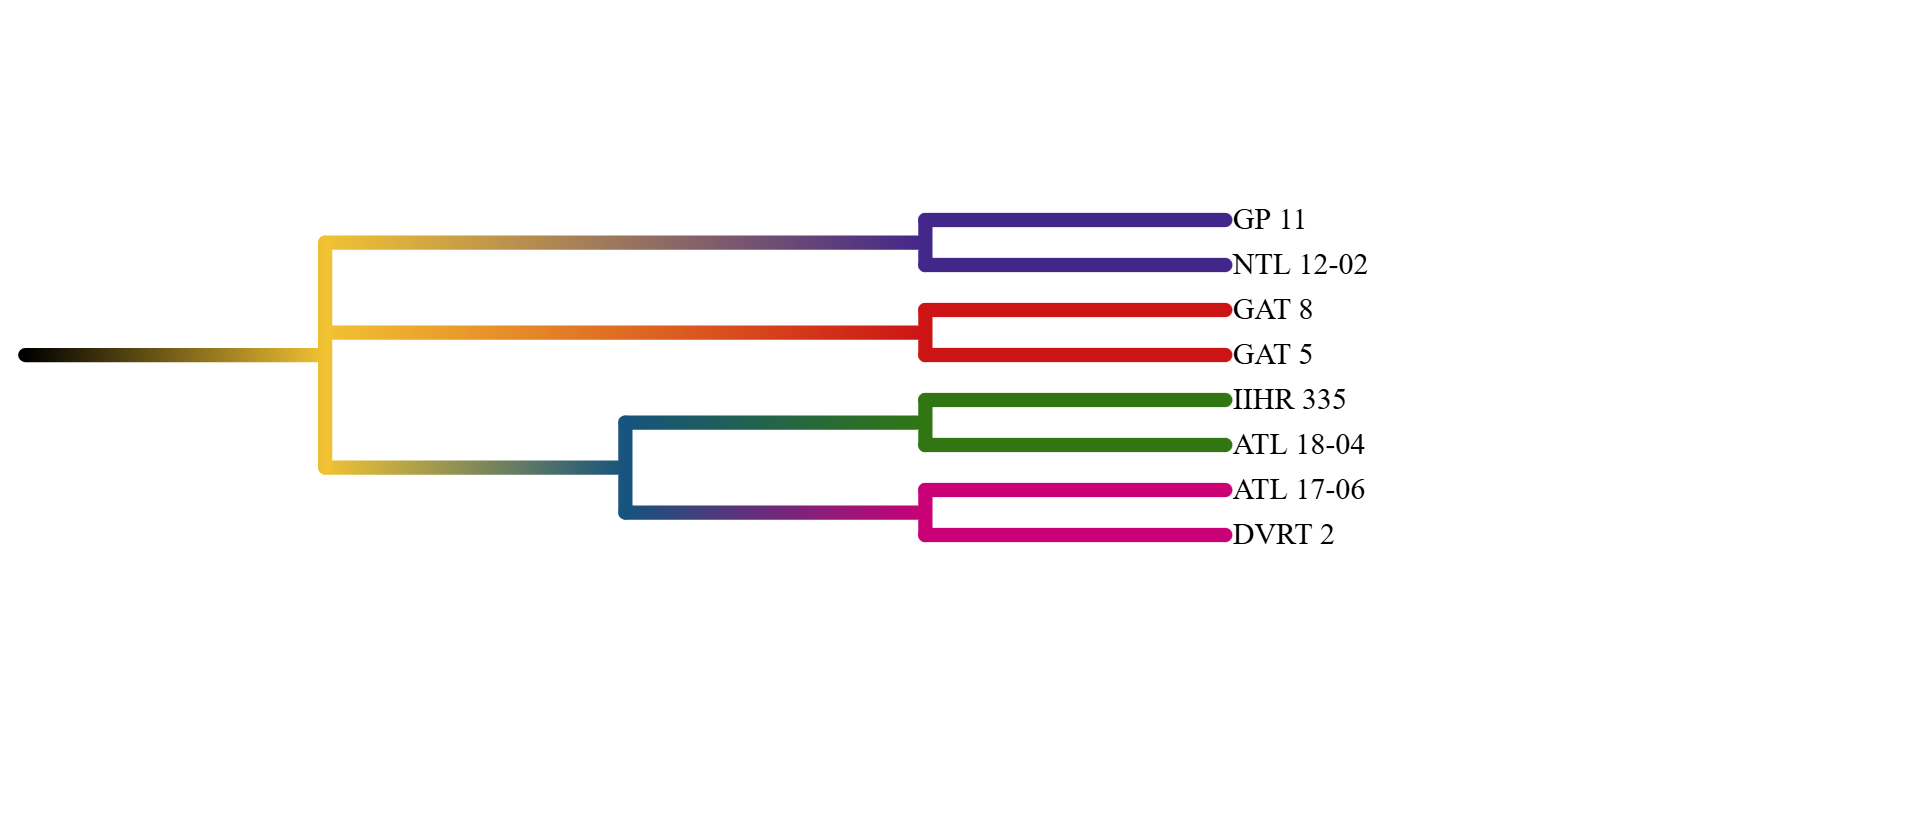 GP 11
NTL 12-02
GAT 8
GAT 5
IIHR 335
ATL 18-04
ATL 17-06
DVRT 2